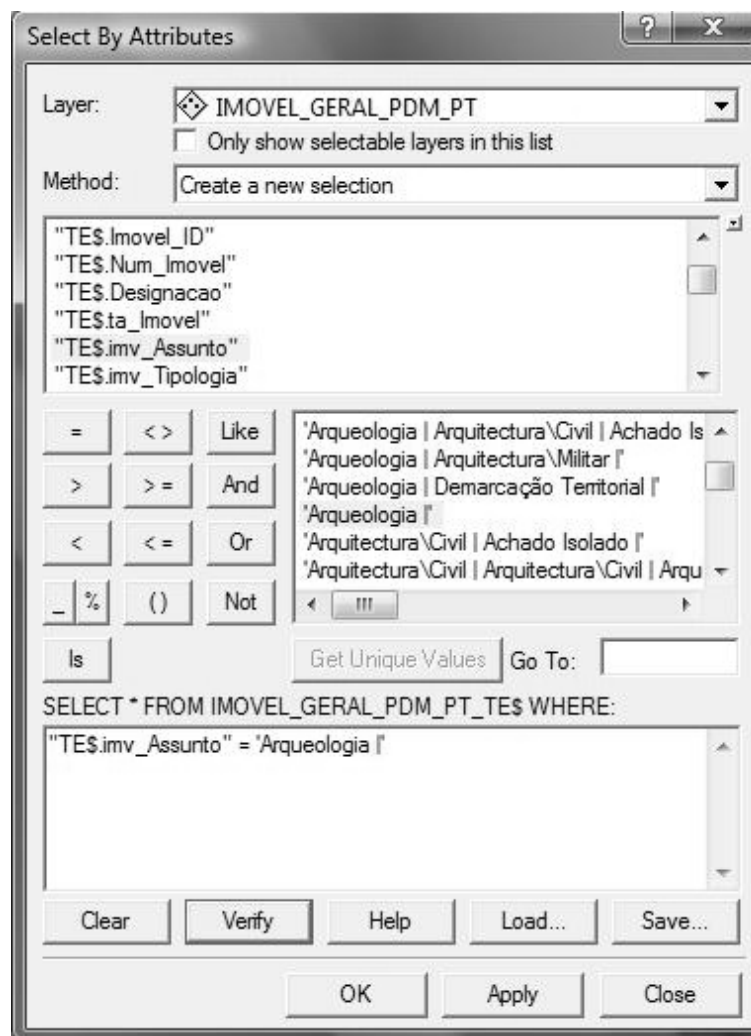 Select By Attributes ? X
Layer: IMOVEL_GERAL_PDM_PT
Only show selectable layers in this list
Method: Create a new selection
"TE$.Imovel_ID"
"TE$.Num_Imovel"
"TE$.Designacao"
"TE$.ta_Imovel"
"TE$.imv_Assunto"
"TE$.imv_Tipologia"
= < > Like
> > = And
< < = Or
_ % ( ) Not
Is
'Arqueologia | Arquitectura\Civil | Achado Is
'Arqueologia | Arquitectura\Militar |'
'Arqueologia | Demarcação Territorial |'
'Arqueologia |'
'Arquitectura\Civil | Achado Isolado |'
'Arquitectura\Civil | Arquitectura\Civil | Arqu
Get Unique Values Go To:
SELECT * FROM IMOVEL_GERAL_PDM_PT_TE$ WHERE:
"TE$.imv_Assunto" = 'Arqueologia |'
Clear Verify Help Load... Save...
OK Apply Close